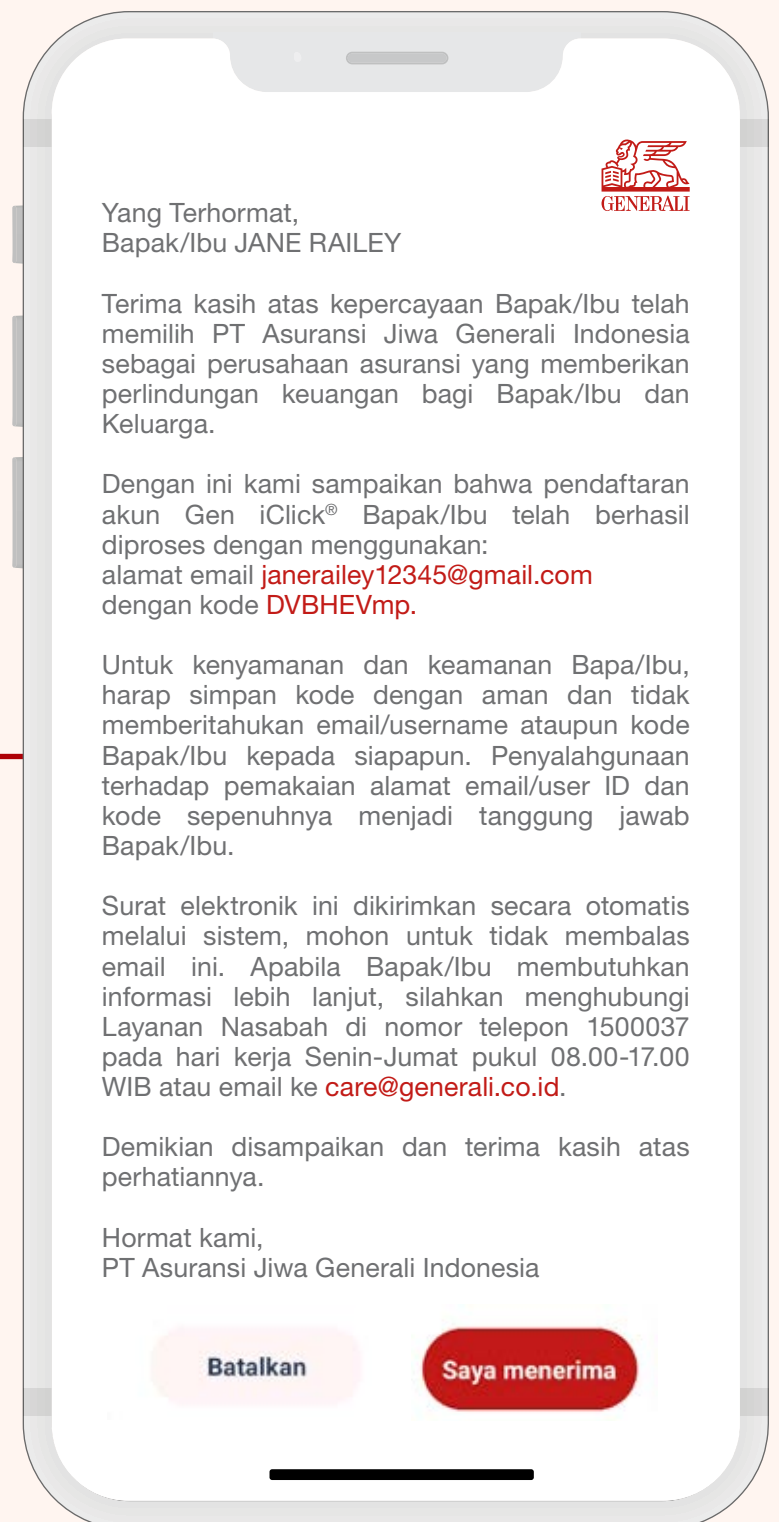 GENERALI
Yang Terhormat,
Bapak/Ibu JANE RAILEY
Terima kasih atas kepercayaan Bapak/Ibu telah
memilih PT Asuransi Jiwa Generali Indonesia
sebagai perusahaan asuransi yang memberikan
perlindungan keuangan bagi Bapak/Ibu dan
Keluarga.
Dengan ini kami sampaikan bahwa pendaftaran
akun Gen iClick® Bapak/Ibu telah berhasil
diproses dengan menggunakan:
alamat email janerailey12345@gmail.com
dengan kode DVBHEVmp.
Untuk kenyamanan dan keamanan Bapa/Ibu,
harap simpan kode dengan aman dan tidak
memberitahukan email/username ataupun kode
Bapak/Ibu kepada siapapun. Penyalahgunaan
terhadap pemakaian alamat email/user ID dan
kode sepenuhnya menjadi tanggung jawab
Bapak/Ibu.
Surat elektronik ini dikirimkan secara otomatis
melalui sistem, mohon untuk tidak membalas
email ini. Apabila Bapak/Ibu membutuhkan
informasi lebih lanjut, silahkan menghubungi
Layanan Nasabah di nomor telepon 1500037
pada hari kerja Senin-Jumat pukul 08.00-17.00
WIB atau email ke care@generali.co.id.
Demikian disampaikan dan terima kasih atas
perhatiannya.
Hormat kami,
PT Asuransi Jiwa Generali Indonesia
Batalkan
Saya menerima